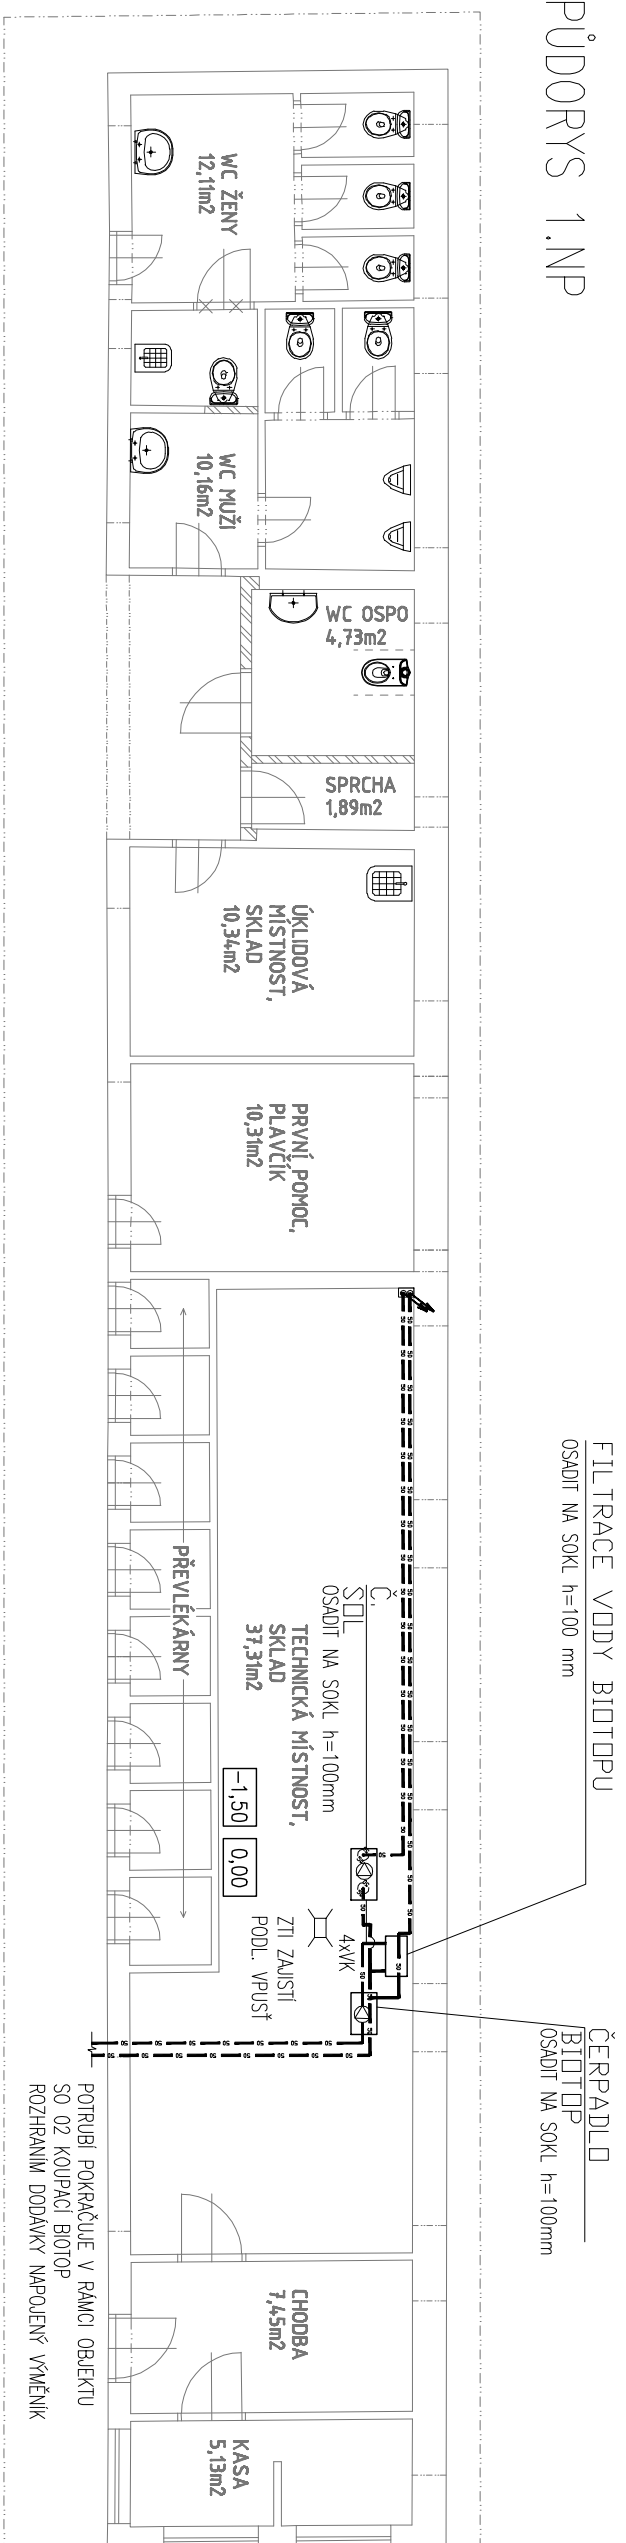 PŮDORYS 1.NP
WC ŽENY
12,11m2
WC MUŽI
10,16m2
WC OSPO
4,73m2
SPRCHA
1,89m2
ÚKLIDOVÁ
MÍSTNOST,
SKLAD
10,34m2
PRVNÍ POMOC,
PLAVČÍK
10,31m2
FILTRACE VODY BIOTOPU
OSADIT NA SOKL h=100 mm
Č.
SOL
OSADIT NA SOKL h=100mm
TECHNICKÁ MÍSTNOST,
SKLAD
37,31m2
PŘEVLÉKÁRNY
-1,50
0,00
4xVK
ZTI ZAJISTÍ
PODL. VPUSŤ
ČERPADLO
BIOTOP
OSADIT NA SOKL h=100mm
POTRUBÍ POKRAČUJE V RÁMCI OBJEKTU
SO 02 KOUPACÍ BIOTOP
ROZHRANÍM DODÁVKY NAPOJENÝ VÝMĚNÍK
CHODBA
7,45m2
KASA
5,13m2